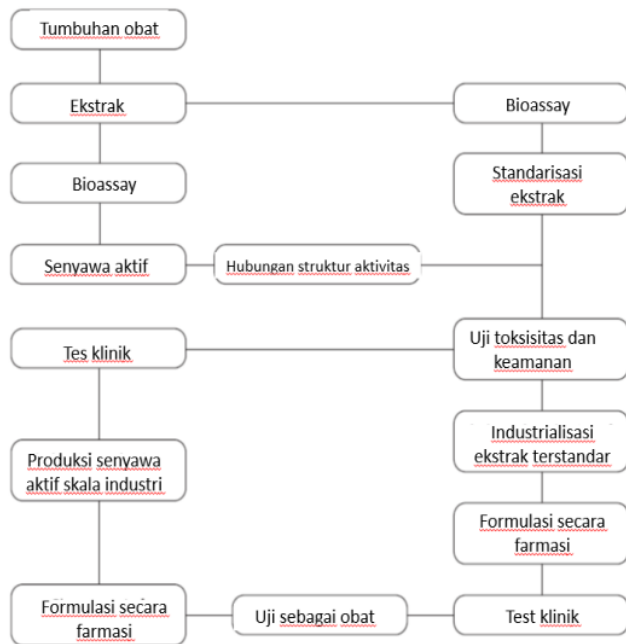 Tumbuhan obat
Ekstrak
Bioassay
Bioassay
Standarisasi
ekstrak
Senyawa aktif
Hubungan struktur aktivitas
Tes klinik
Uji toksisitas dan
keamanan
Produksi senyawa
aktif skala industri
Industrialisasi
ekstrak terstandar
Formulasi secara
farmasi
Formulasi secara
farmasi
Uji sebagai obat
Test klinik